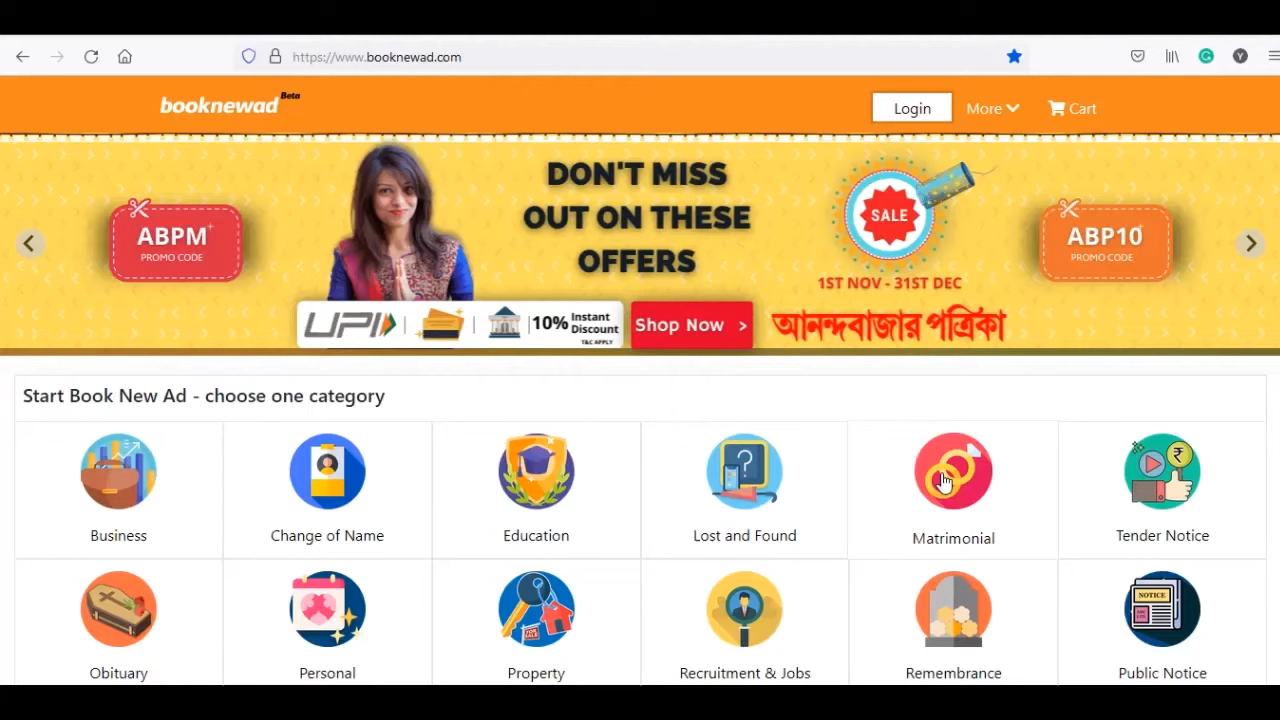 https://www.booknewad.com
Y
booknewad Beta
Login
More
Cart
ABPM
PROMO CODE
DON'T MISS
OUT ON THESE
OFFERS
SALE
1ST NOV - 31ST DEC
ABP10
PROMO CODE
UPI
10% Instant Discount
T&C APPLY
Shop Now >
আনন্দবাজার পত্রিকা
Start Book New Ad - choose one category
Business
Change of Name
Education
Lost and Found
Matrimonial
Tender Notice
FOR SALE
NOTICE
Obituary
Personal
Property
Recruitment & Jobs
Remembrance
Public Notice